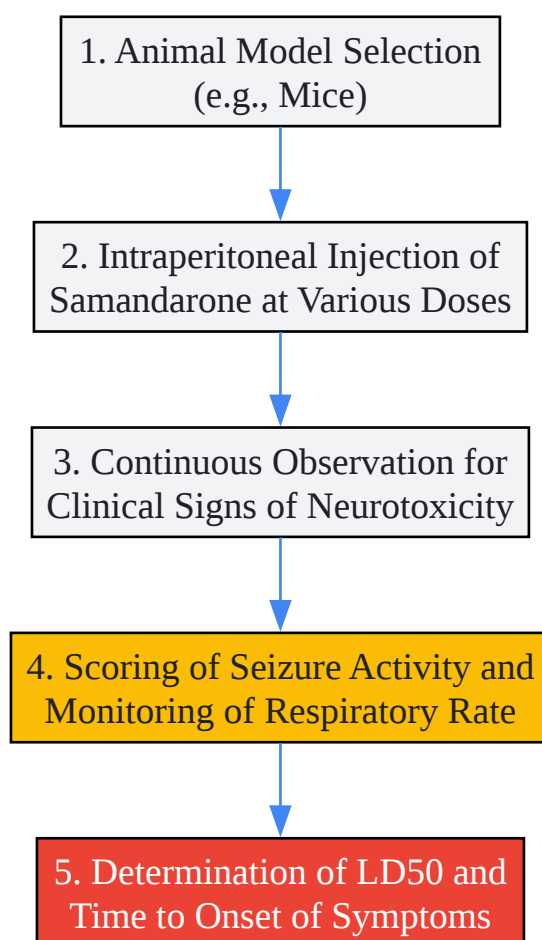 1. Animal Model Selection
(e.g., Mice)
2. Intraperitoneal Injection of
Samandarone at Various Doses
3. Continuous Observation for
Clinical Signs of Neurotoxicity
4. Scoring of Seizure Activity and
Monitoring of Respiratory Rate
5. Determination of LD50 and
Time to Onset of Symptoms